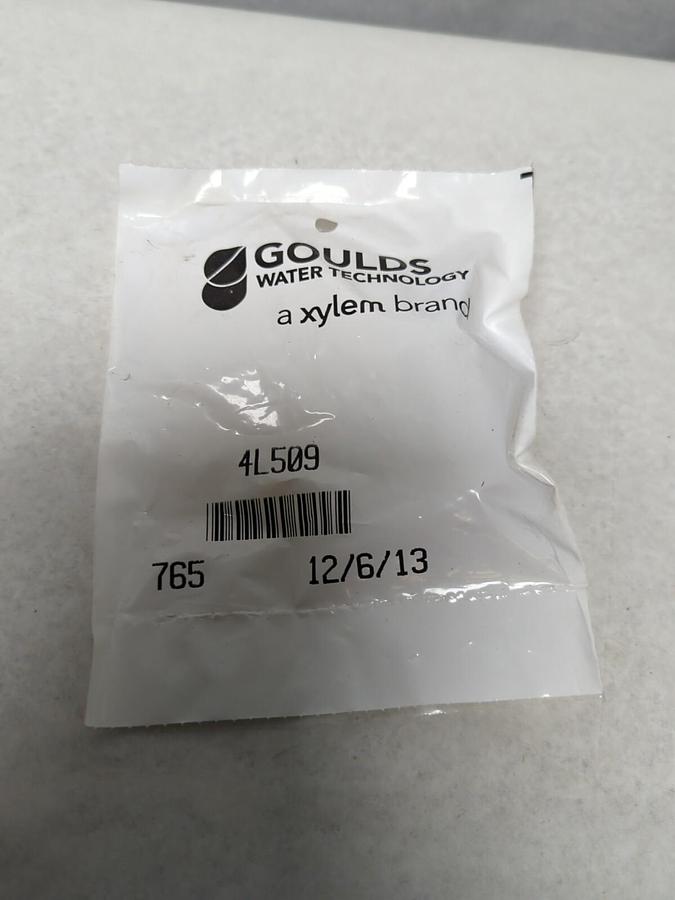 GOULDS
WATER TECHNOLOGY
a xylem brand
4L509
765 12/6/13